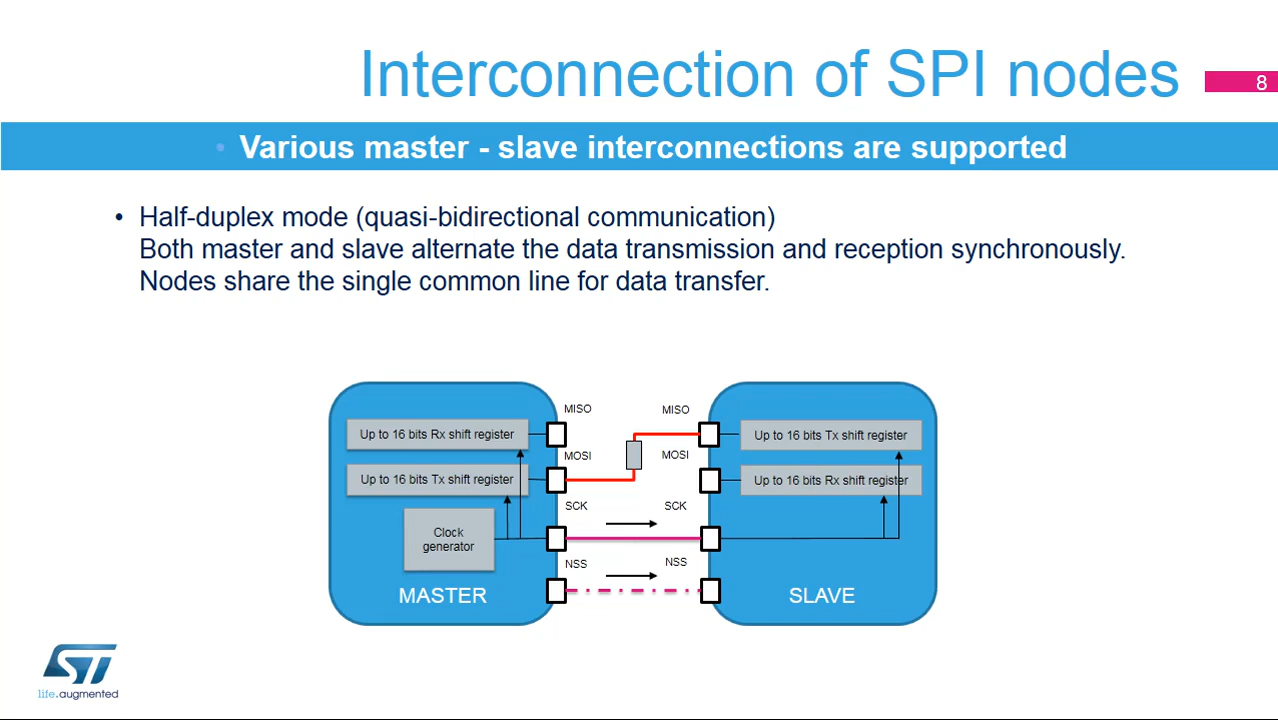 Interconnection of SPI nodes
8
• Various master - slave interconnections are supported
• Half-duplex mode (quasi-bidirectional communication)
Both master and slave alternate the data transmission and reception synchronously.
Nodes share the single common line for data transfer.
MISO
MISO
Up to 16 bits Rx shift register
Up to 16 bits Tx shift register
MOSI
MOSI
Up to 16 bits Tx shift register
Up to 16 bits Rx shift register
SCK
SCK
Clock
generator
NSS
NSS
MASTER
SLAVE
ST
life.augmented